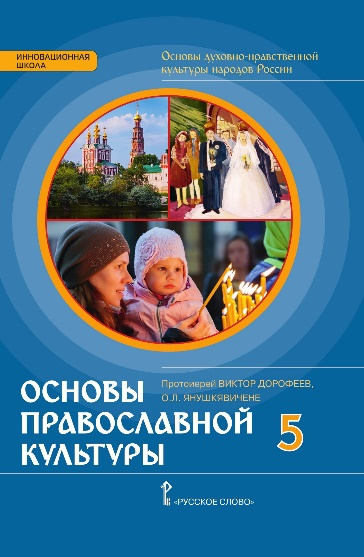 ИННОВАЦИОННАЯ
ШКОЛА
Основы духовно-нравственной
культуры народов России
Протоиерей ВИКТОР ДОРОФЕЕВ,
О.Л. ЯНУШКЯВИЧЕНЕ
ОСНОВЫ
ПРАВОСЛАВНОЙ
КУЛЬТУРЫ
5
«РУССКОЕ СЛОВО»